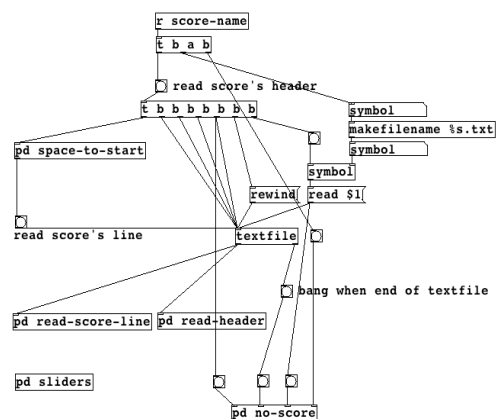 r score-name
t b a b
read score's header
t b b b b b b b
symbol
makefilename %s.txt
pd space-to-start
symbol
symbol
rewind
read $1
read score's line
textfile
bang when end of textfile
pd read-score-line
pd read-header
pd sliders
pd no-score